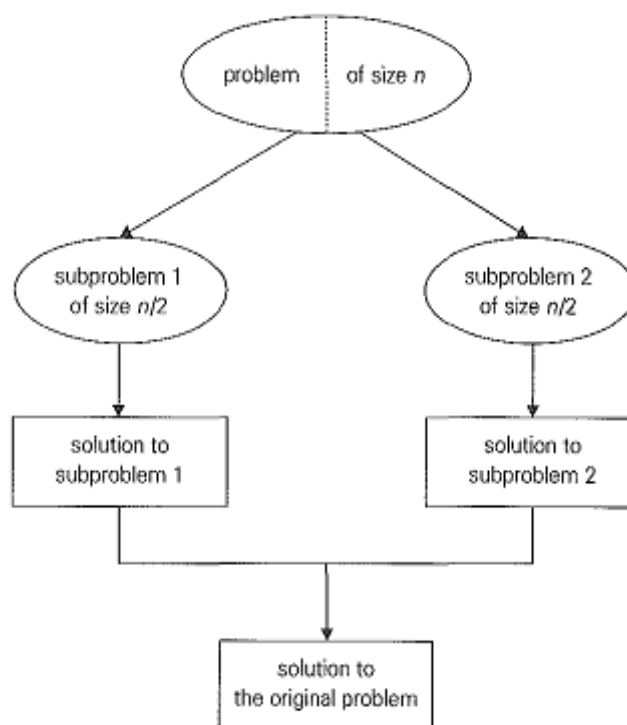 problem of size n
subproblem 1
of size n/2
subproblem 2
of size n/2
solution to
subproblem 1
solution to
subproblem 2
solution to
the original problem